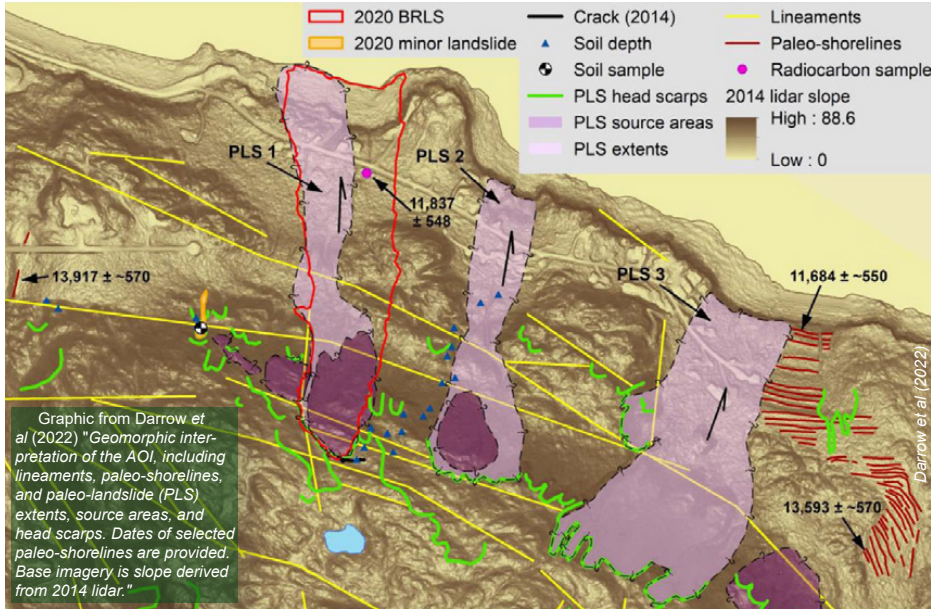 2020 BRLS
2020 minor landslide
Crack (2014)
Soil depth
Soil sample
PLS head scarps
PLS source areas
PLS extents
Lineaments
Paleo-shorelines
Radiocarbon sample
2014 lidar slope
High : 88.6
Low : 0
PLS 1
PLS 2
11,837
± 548
13,917 ± ~570
PLS 3
11,684 ± ~550
13,593 ± ~570
Darrow et al (2022)
Graphic from Darrow et
al (2022) "Geomorphic inter-
pretation of the AOI, including
lineaments, paleo-shorelines,
and paleo-landslide (PLS)
extents, source areas, and
head scarps. Dates of selected
paleo-shorelines are provided.
Base imagery is slope derived
from 2014 lidar."